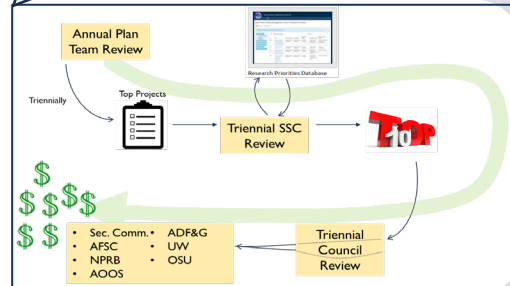 Annual Plan
Team Review
Research Priorities Database
Triennially
Top Projects
Triennial SSC
Review
TOP
10
$ $ $ $ $ $ $
• Sec. Comm.
• AFSC
• NPRB
• AOOS
• ADF&G
• UW
• OSU
Triennial
Council
Review